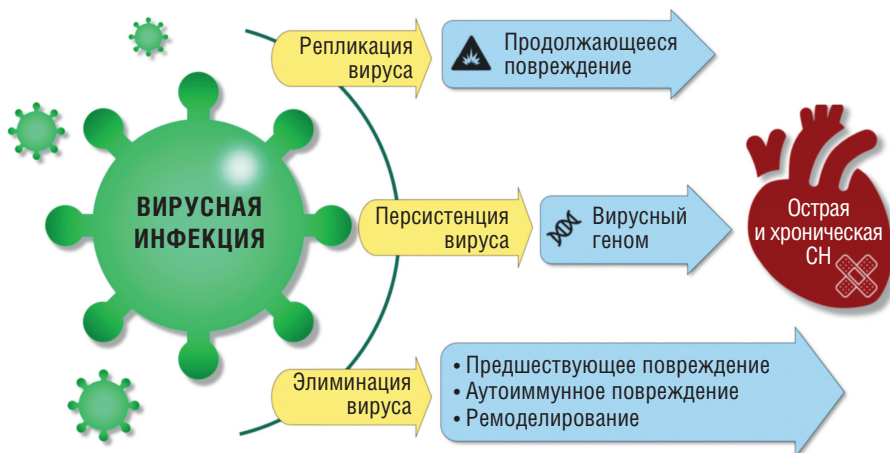 Репликация
вируса
Продолжающееся
повреждение
ВИРУСНАЯ
ИНФЕКЦИЯ
Персистенция
вируса
Вирусный
геном
Острая
и хроническая
СН
Элиминация
вируса
• Предшествующее повреждение
• Аутоиммунное повреждение
• Ремоделирование